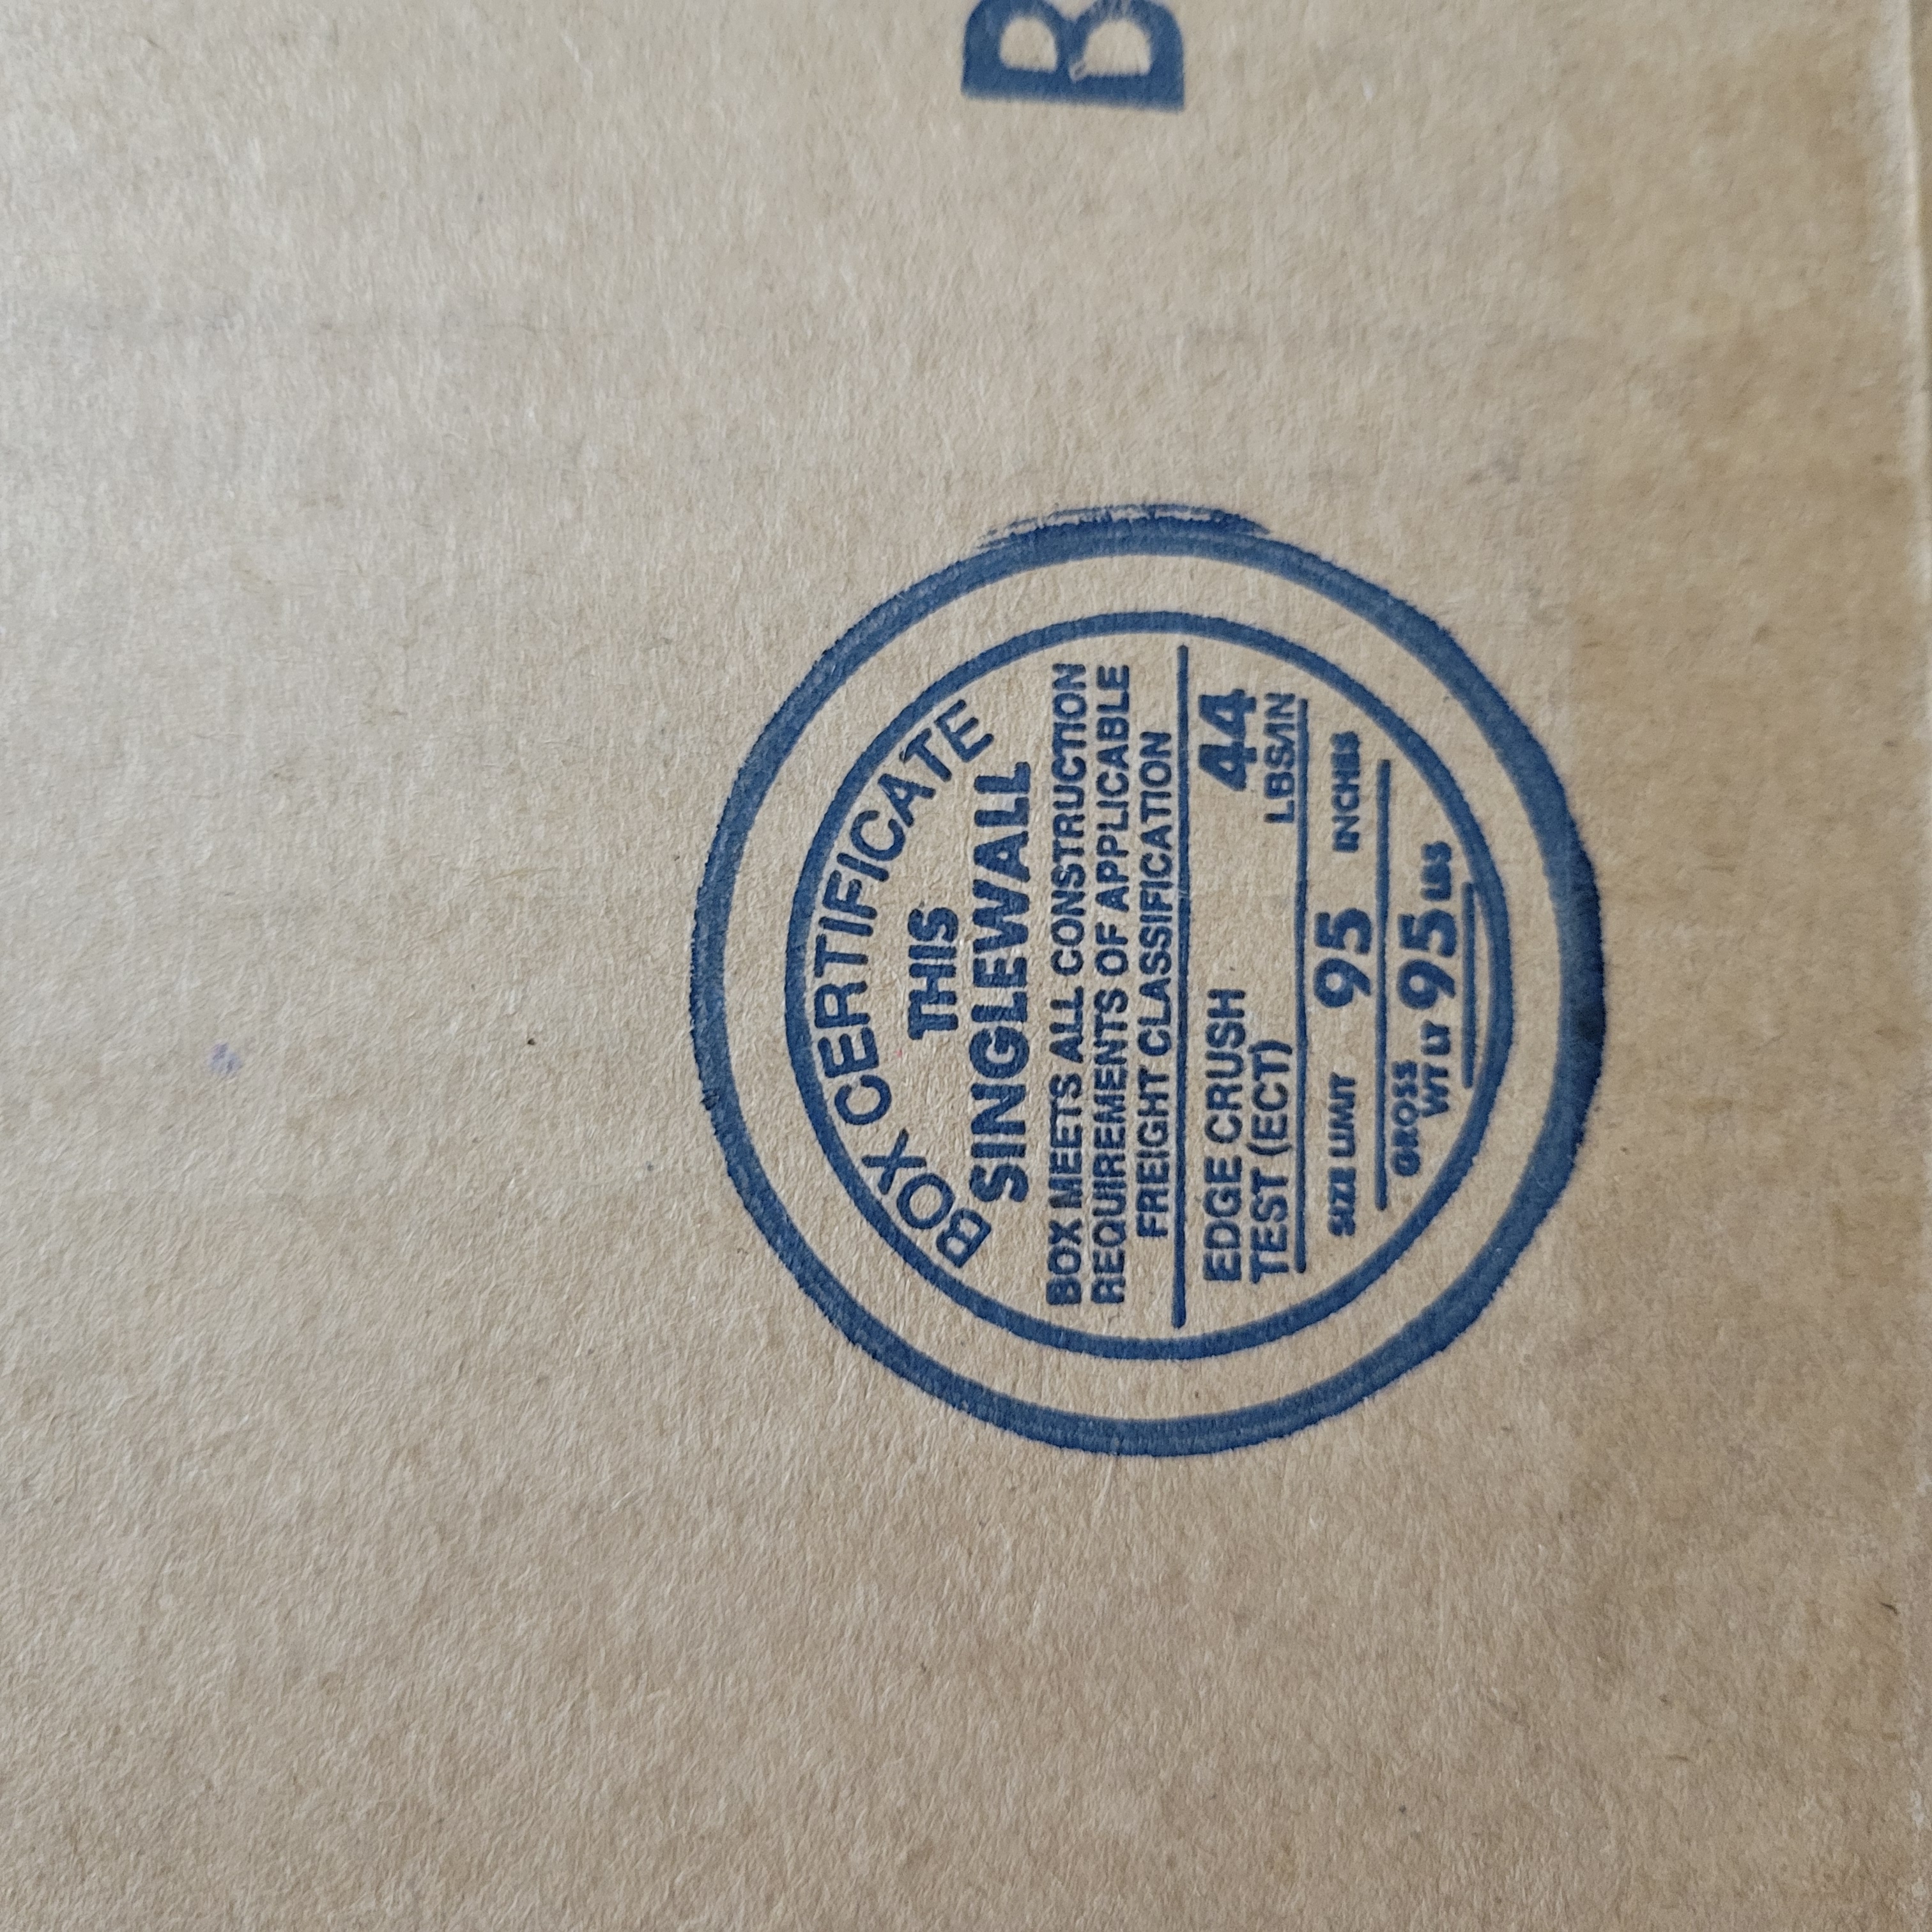 BOX CERTIFICATE
THIS
SINGLEWALL
BOX MEETS ALL CONSTRUCTION
REQUIREMENTS OF APPLICABLE
FREIGHT CLASSIFICATION
EDGE CRUSH
TEST (ECT)
44
LBS/IN
SIZE LIMIT 95 INCHES
GROSS
WT LT 95 LBS
B